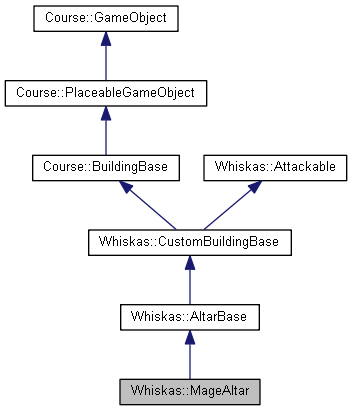 Course::GameObject
Course::PlaceableGameObject
Course::BuildingBase
Whiskas::Attackable
Whiskas::CustomBuildingBase
Whiskas::AltarBase
Whiskas::MageAltar